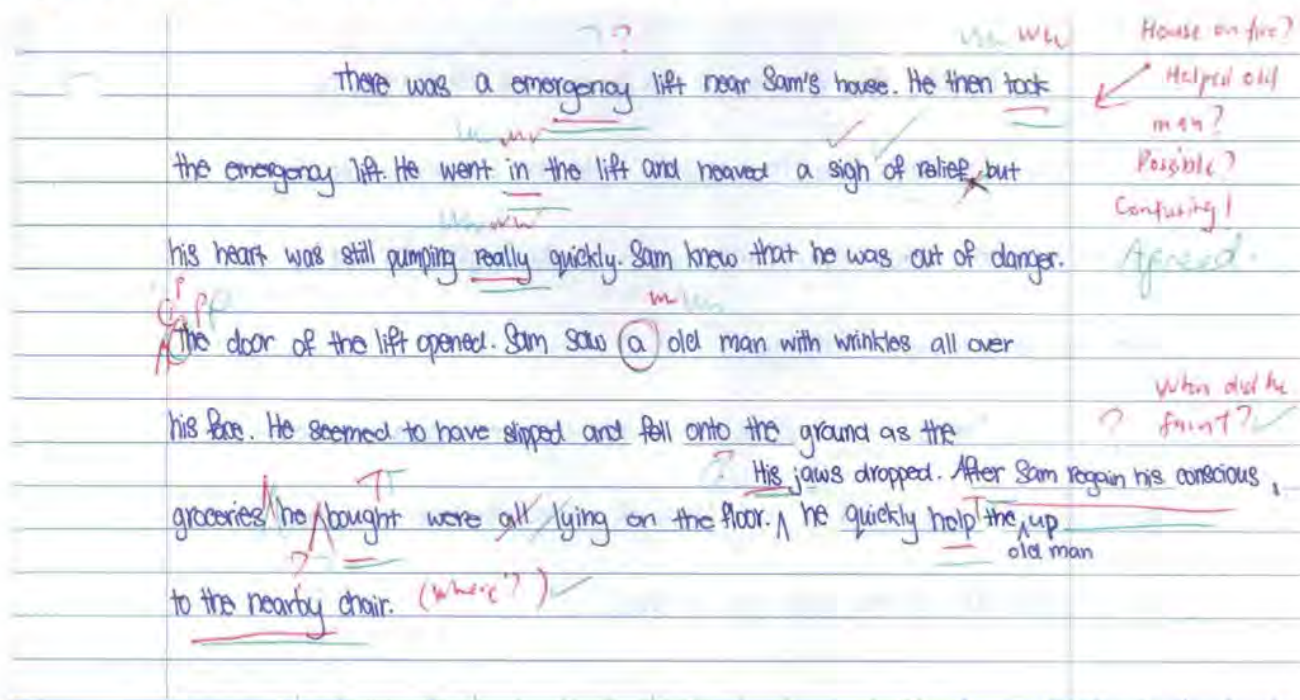 ? ww ww House on fire?
there was a emergency lift near Sam's house. He then took Helped old
man?
the emergency lift. He went in the lift and heaved a sigh of relief, but Possible?
Confusing!
his heart was still pumping really quickly. Sam knew that he was out of danger. Agreed.
P
the door of the lift opened. Sam saw a old man with wrinkles all over
When did he
his face. He seemed to have slipped and fell onto the ground as the ? faint?
? His jaws dropped. After Sam regain his conscious,
groceries he bought were all lying on the floor. he quickly help the up
old man
to the nearby chair. (where?)